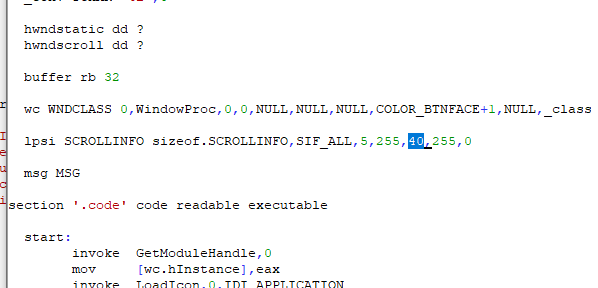 hwndstatic dd ?
hwndscroll dd ?
buffer rb 32
wc WNDCLASS 0,WindowProc,0,0,NULL,NULL,NULL,COLOR_BTNFACE+1,NULL,_class
lpsi SCROLLINFO sizeof.SCROLLINFO,SIF_ALL,5,255,40,255,0
msg MSG
section '.code' code readable executable
start:
invoke GetModuleHandle,0
mov [wc.hInstance],eax
invoke LoadIcon,0,IDI_APPLICATION